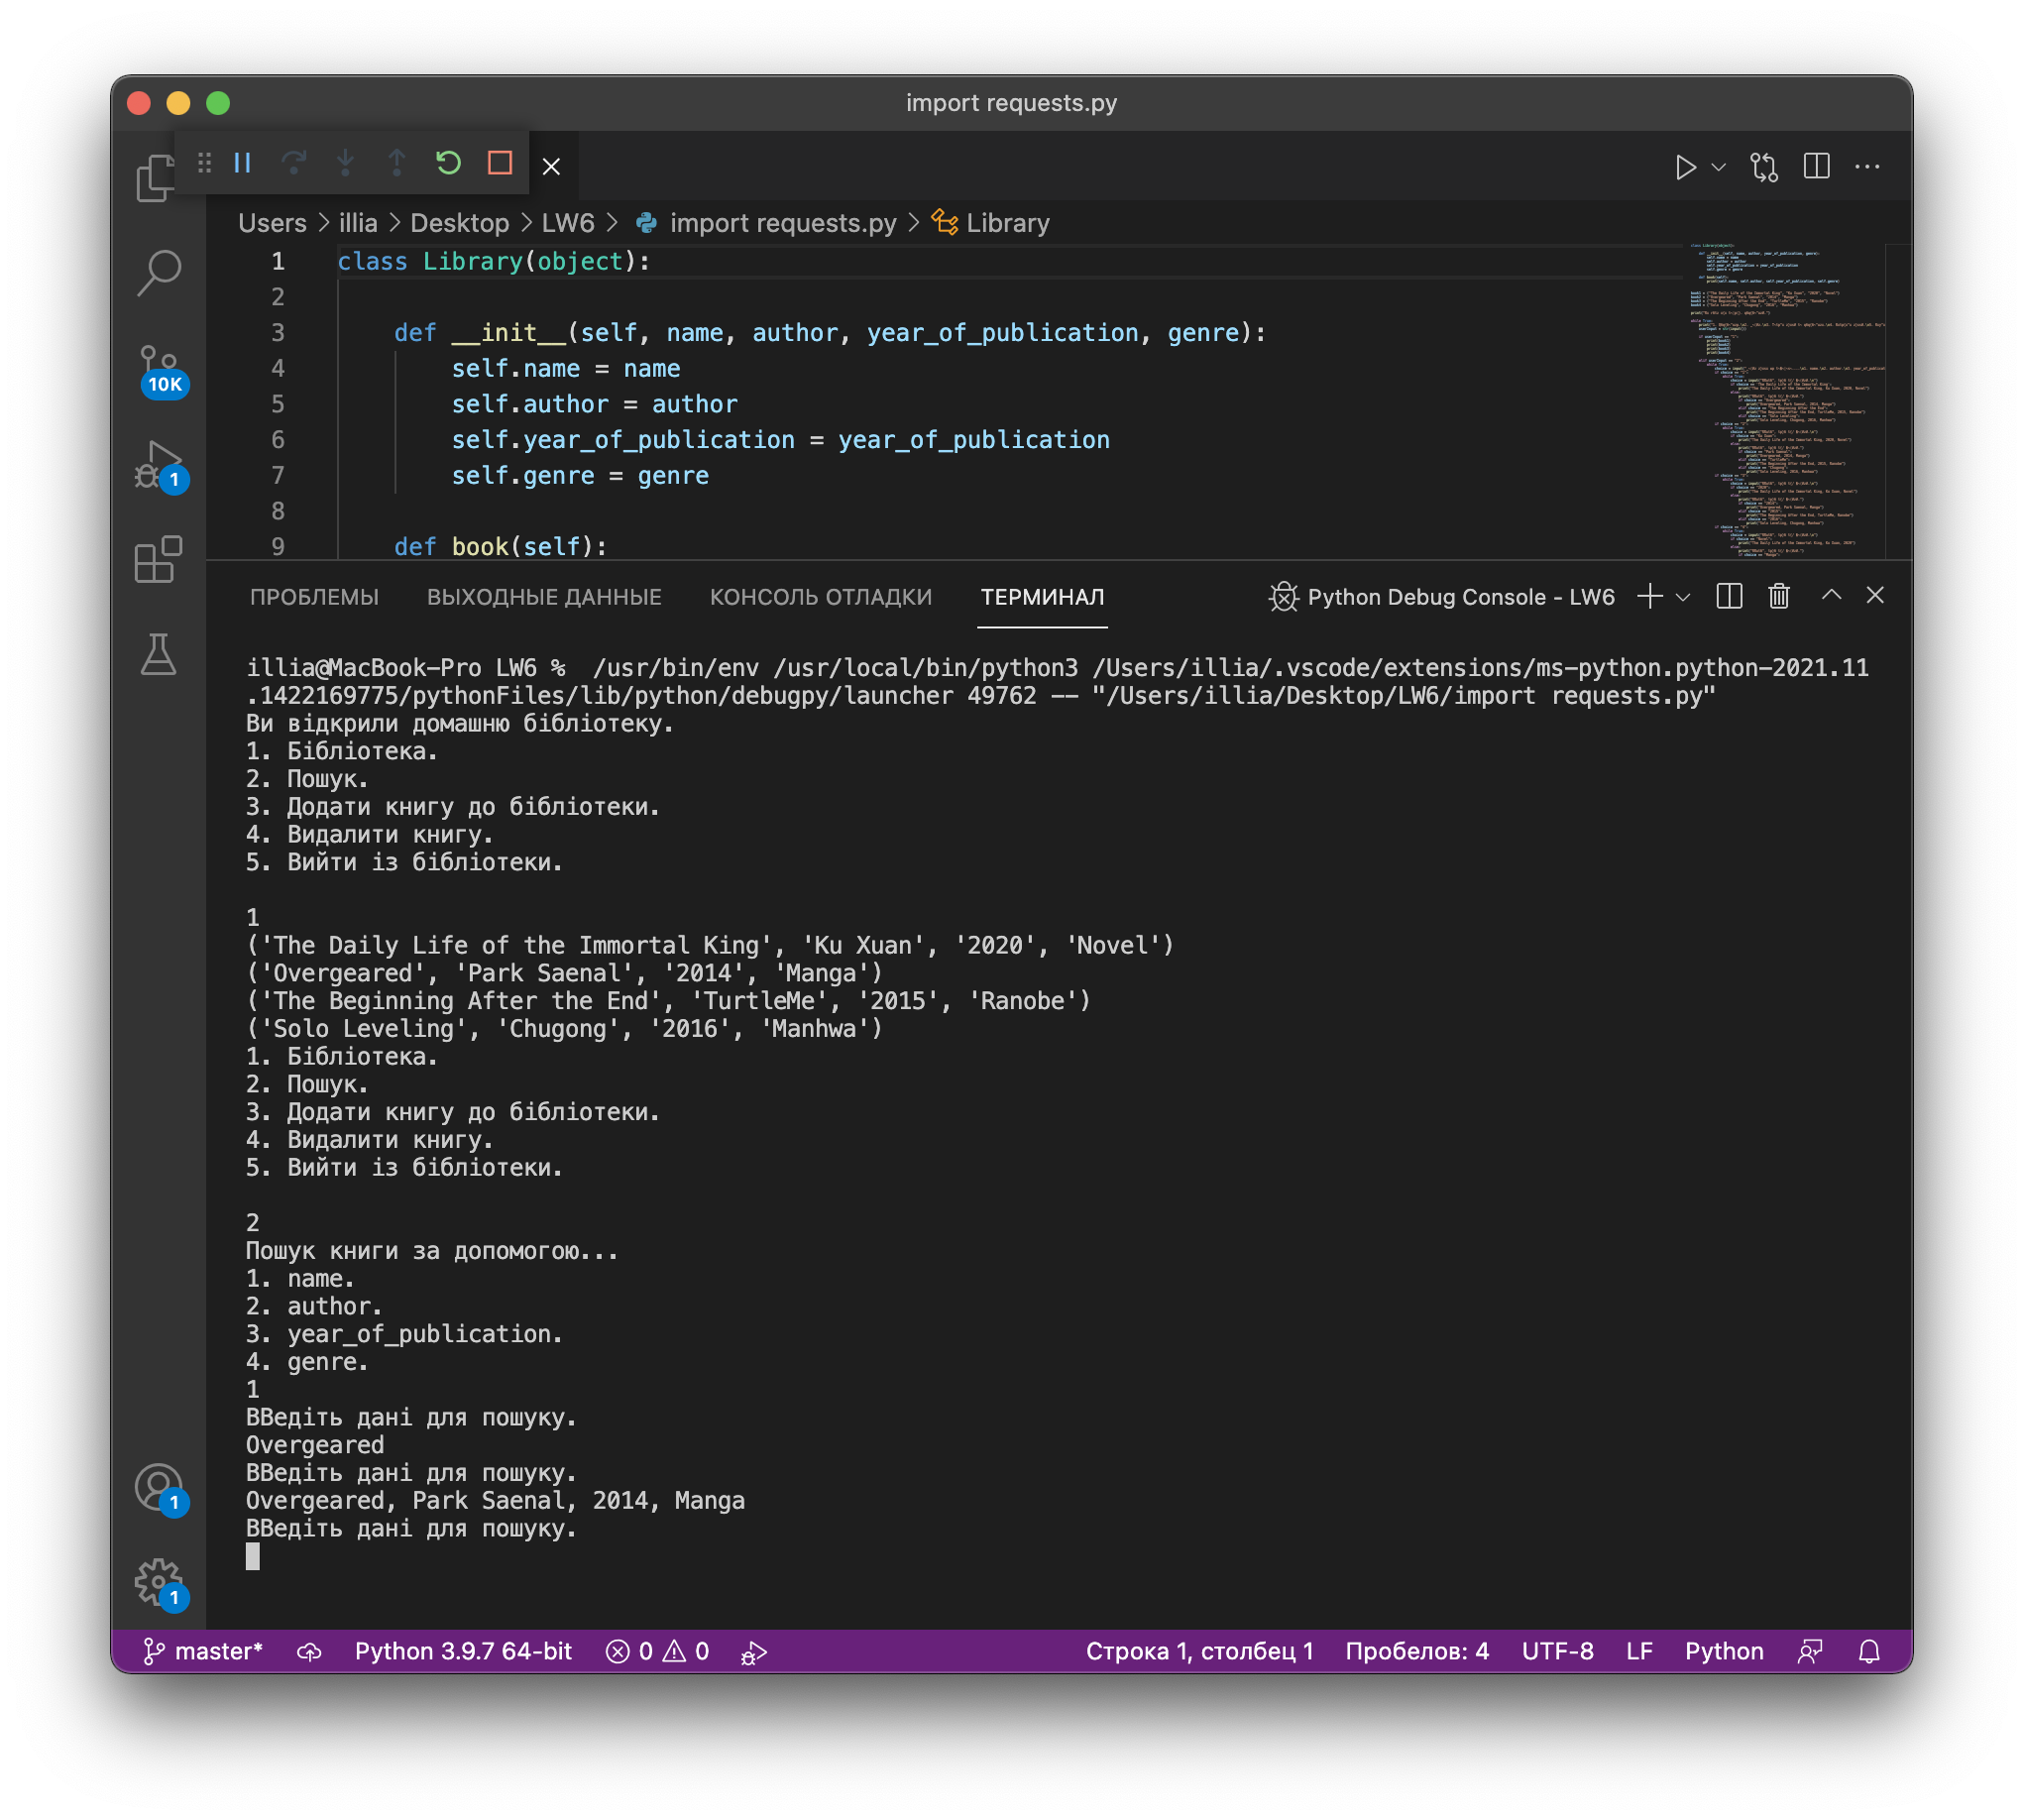 import requests.py
Users > illia > Desktop > LW6 > import requests.py > Library
1 class Library(object):
2
3 def __init__(self, name, author, year_of_publication, genre):
4 self.name = name
5 self.author = author
6 self.year_of_publication = year_of_publication
7 self.genre = genre
8
9 def book(self):
10K
1
ПРОБЛЕМЫ ВЫХОДНЫЕ ДАННЫЕ КОНСОЛЬ ОТЛАДКИ ТЕРМИНАЛ Python Debug Console - LW6
illia@MacBook-Pro LW6 % /usr/bin/env /usr/local/bin/python3 /Users/illia/.vscode/extensions/ms-python.python-2021.11
.1422169775/pythonFiles/lib/python/debugpy/launcher 49762 -- "/Users/illia/Desktop/LW6/import requests.py"
Ви відкрили домашню бібліотеку.
1. Бібліотека.
2. Пошук.
3. Додати книгу до бібліотеки.
4. Видалити книгу.
5. Вийти із бібліотеки.
1
('The Daily Life of the Immortal King', 'Ku Xuan', '2020', 'Novel')
('Overgeared', 'Park Saenal', '2014', 'Manga')
('The Beginning After the End', 'TurtleMe', '2015', 'Ranobe')
('Solo Leveling', 'Chugong', '2016', 'Manhwa')
1. Бібліотека.
2. Пошук.
3. Додати книгу до бібліотеки.
4. Видалити книгу.
5. Вийти із бібліотеки.
2
Пошук книги за допомогою...
1. name.
2. author.
3. year_of_publication.
4. genre.
1
ВВедіть дані для пошуку.
Overgeared
ВВедіть дані для пошуку.
Overgeared, Park Saenal, 2014, Manga
ВВедіть дані для пошуку.
1
1
master* Python 3.9.7 64-bit 0 0 Строка 1, столбец 1 Пробелов: 4 UTF-8 LF Python